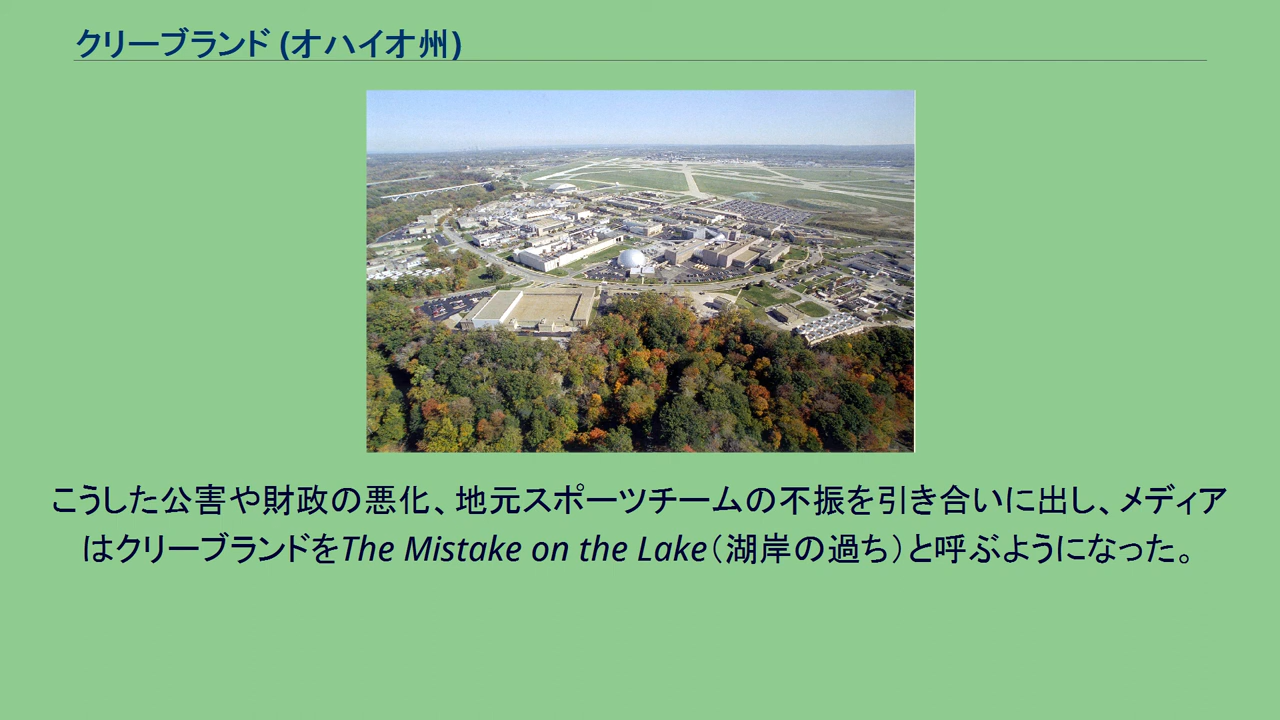 クリーブランド (オハイオ州)
こうした公害や財政の悪化、地元スポーツチームの不振を引き合いに出し、メディア
はクリーブランドをThe Mistake on the Lake（湖岸の過ち）と呼ぶようになった。